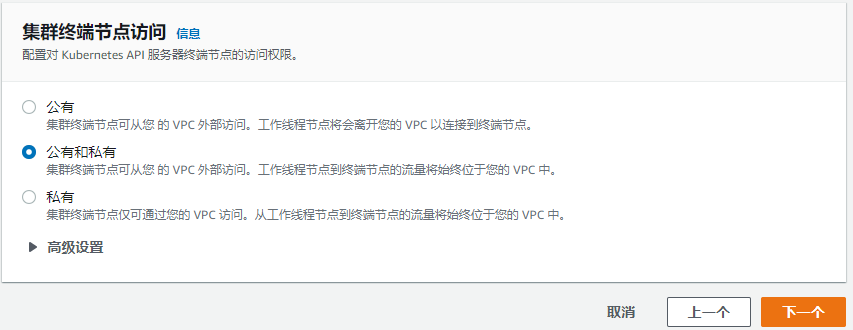 集群终端节点访问 信息
配置对 Kubernetes API 服务器终端节点的访问权限。
公有
集群终端节点可从您 的 VPC 外部访问。工作线程节点将会离开您的 VPC 以连接到终端节点。
公有和私有
集群终端节点可从您 的 VPC 外部访问。工作线程节点到终端节点的流量将始终位于您的 VPC 中。
私有
集群终端节点仅可通过您的 VPC 访问。从工作线程节点到终端节点的流量将始终位于您的 VPC 中。
高级设置
取消 上一个 下一个